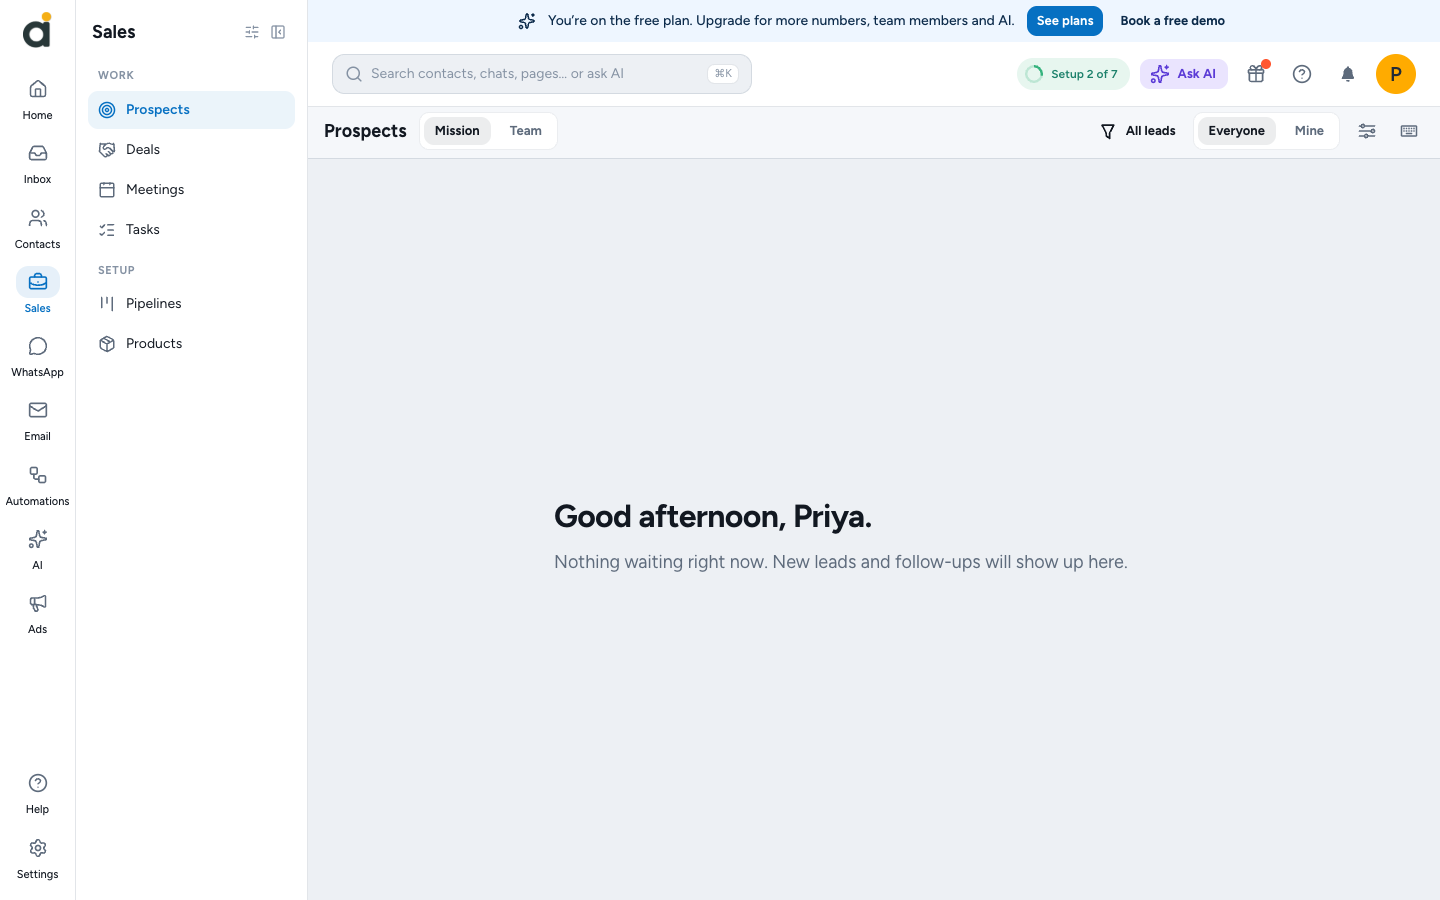 You're on the free plan. Upgrade for more numbers, team members and AI.
See plans
Book a free demo
Sales
Search contacts, chats, pages... or ask AI
⌘K
Setup 2 of 7
Ask AI
P
Home
Inbox
Contacts
Sales
WhatsApp
Email
Automations
AI
Ads
Help
Settings
WORK
Prospects
Deals
Meetings
Tasks
SETUP
Pipelines
Products
Prospects
Mission
Team
All leads
Everyone
Mine
Good afternoon, Priya.
Nothing waiting right now. New leads and follow-ups will show up here.